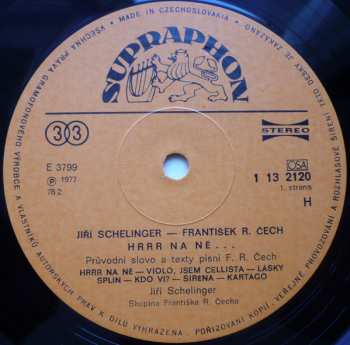 MADE IN CZECHOSLOVAKIA
VŠECHNA PRÁVA GRAMOFONOVÉHO VÝROBCE A VLASTNÍKŮ AUTORSKÝCH PRÁV K DÍLU VYHRAZENA. POŘIZOVÁNÍ KOPIÍ, VEŘEJNÉ PROVOZOVÁNÍ A ROZHLASOVÉ ŠÍŘENÍ TÉTO DESKY JE ZAKÁZÁNO
SUPRAPHON
33
STEREO
E 3799
Ⓟ 1977
78 2
OSA
1 13 2120
1. strana
H
JIŘÍ SCHELINGER — FRANTIŠEK R. ČECH
HRRR NA NĚ...
Průvodní slovo a texty písní F. R. Čech
HRRR NA NĚ — VIDLO, JSEM CELLISTA — LÁSKY
SPLÍN — KDO VÍ? — SIRÉNA — KARTAGO
Jiří Schelinger
Skupina Františka R. Čecha